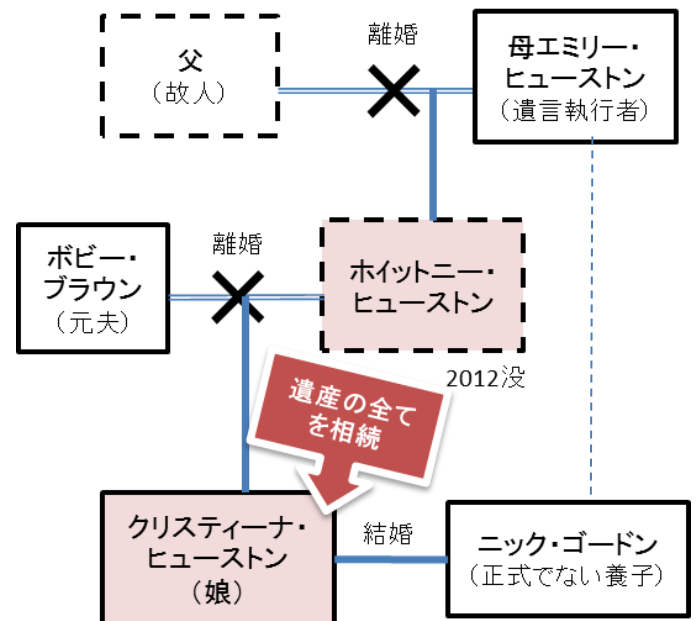 父
（故人）
離婚
母エミリー・
ヒューストン
（遺言執行者）
ボビー・
ブラウン
（元夫）
離婚
ホイットニー・
ヒューストン
2012没
遺産の全て
を相続
クリスティーナ・
ヒューストン
（娘）
結婚
ニック・ゴードン
（正式でない養子）